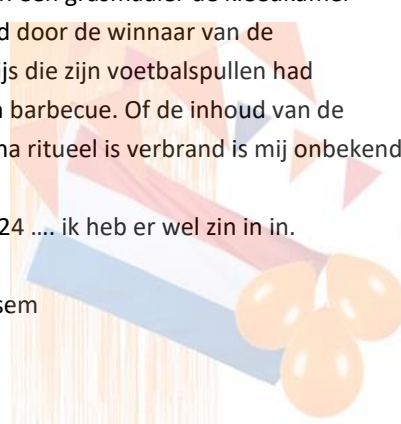 d door de winnaar van de
ijs die zijn voetbalspullen had
barbecue. Of de inhoud van de
na ritueel is verbrand is mij onbekend
24 .... ik heb er wel zin in in.
sem